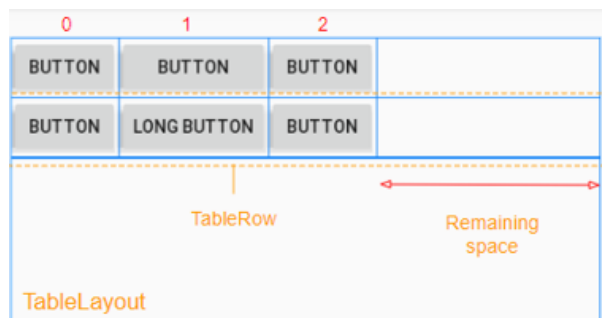 0 1 2
BUTTON BUTTON BUTTON
BUTTON LONG BUTTON BUTTON
TableRow
Remaining
space
TableLayout